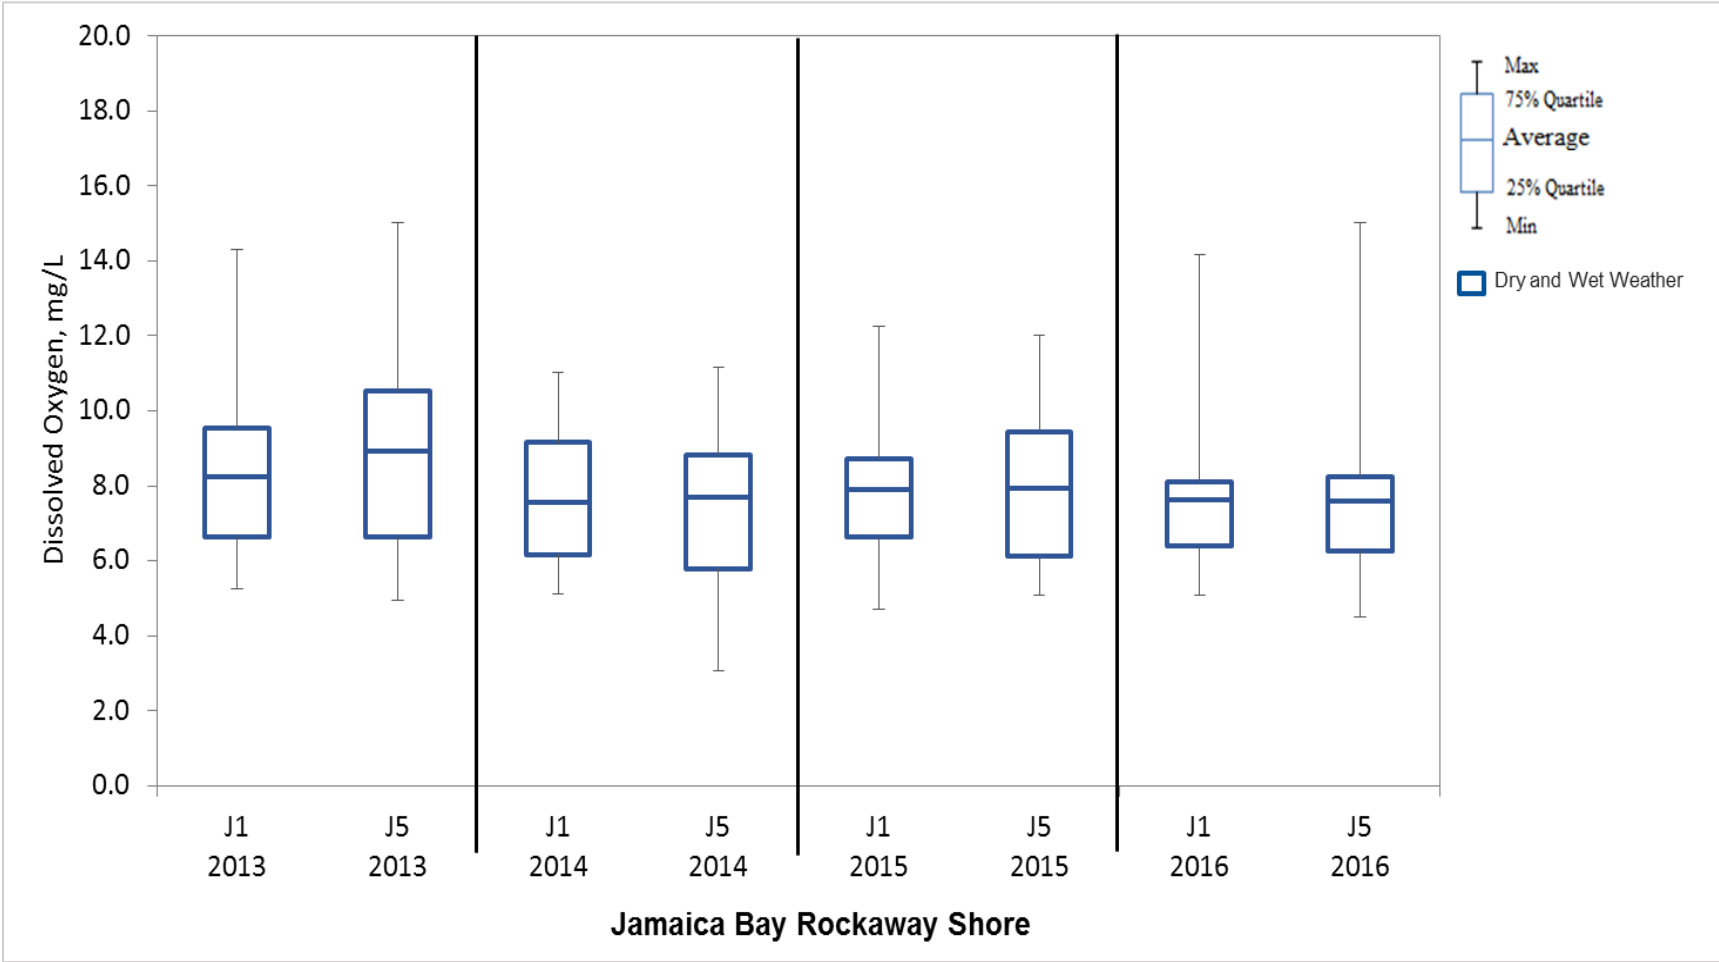 20.0
18.0
16.0
14.0
12.0
10.0
8.0
6.0
4.0
2.0
0.0
Dissolved Oxygen, mg/L
J1 J5 J1 J5 J1 J5 J1 J5
2013 2013 2014 2014 2015 2015 2016 2016
Jamaica Bay Rockaway Shore
Max
75% Quartile
Average
25% Quartile
Min
Dry and Wet Weather